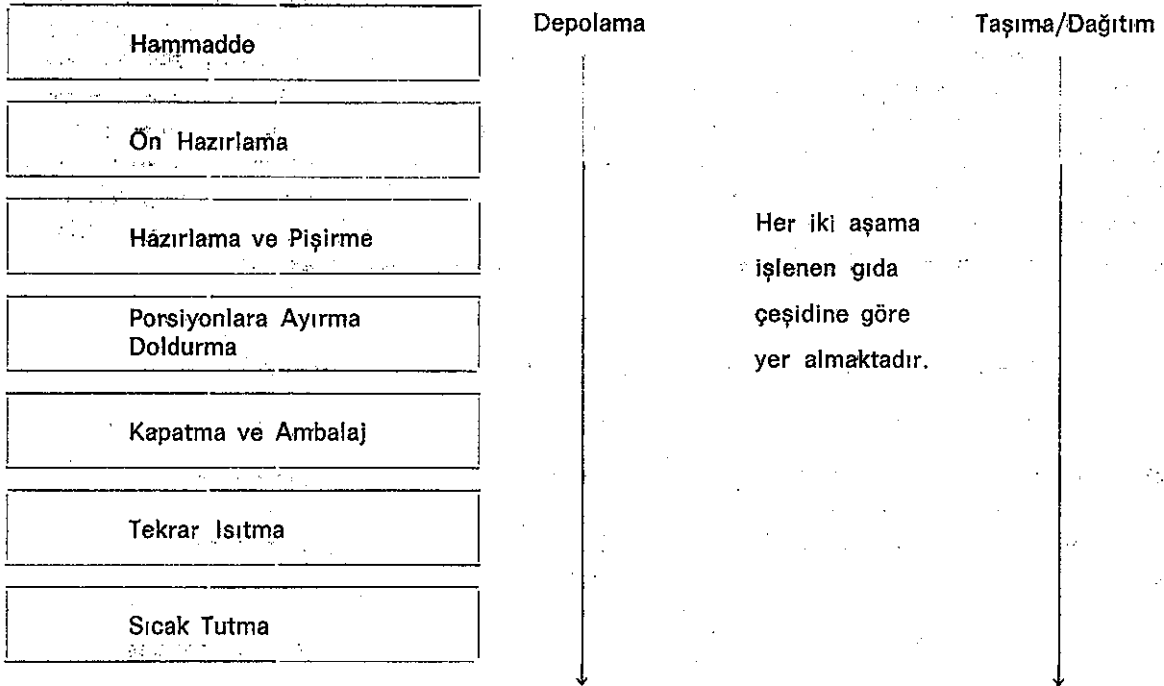 Hammadde
Ön Hazırlama
Hazırlama ve Pişirme
Porsiyonlara Ayırma
Doldurma
Kapatma ve Ambalaj
Tekrar Isıtma
Sıcak Tutma
Depolama
Her iki aşama
işlenen gıda
çeşidine göre
yer almaktadır.
Taşıma/Dağıtım